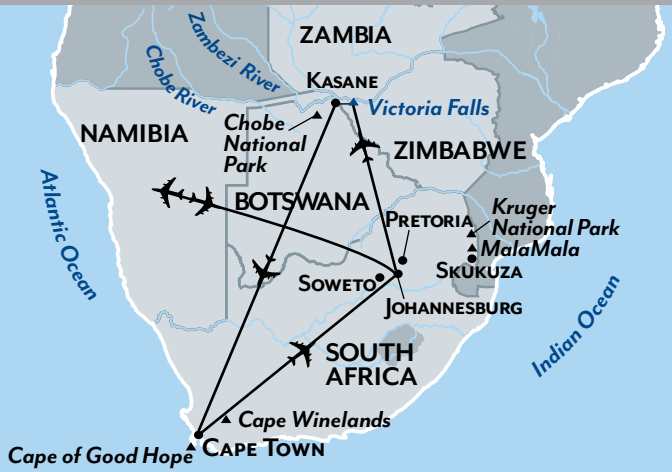 ZAMBIA
Zambezi River
Chobe River
KASANE
Victoria Falls
Chobe
National
Park
NAMIBIA
ZIMBABWE
Atlantic Ocean
BOTSWANA
PRETORIA
Kruger
National Park
MalaMala
SKUKUZA
SOWETO
JOHANNESBURG
Indian Ocean
SOUTH
AFRICA
Cape Winelands
CAPE TOWN
Cape of Good Hope